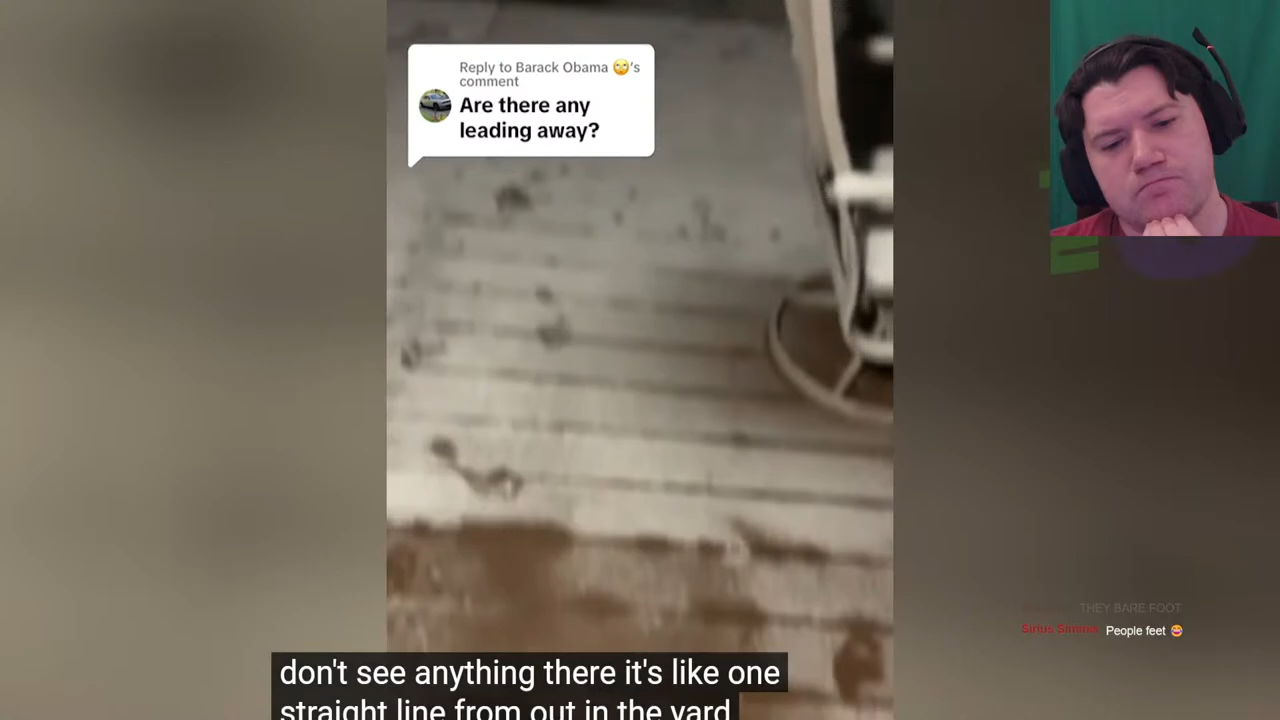 Reply to Barack Obama 🙄's
comment
Are there any
leading away?
THEY BARE FOOT
Sirius Simmis People feet 😂
don't see anything there it's like one
straight line from out in the yard